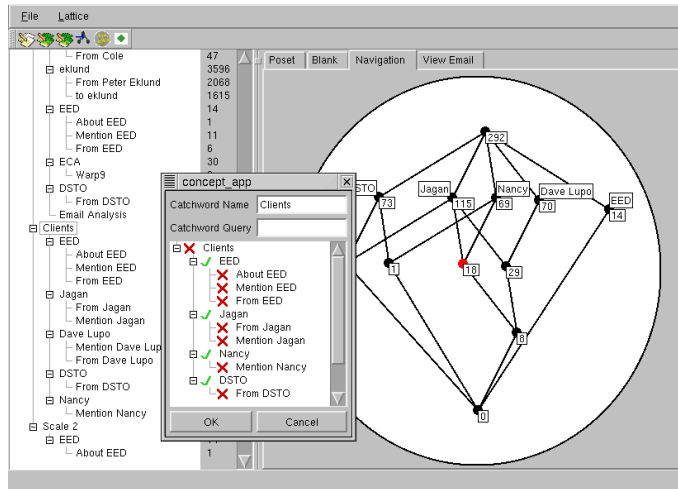 File Lattice
From Cole 47
eklund 3596
From Peter Eklund 2068
to eklund 1615
EED 14
About EED 1
Mention EED 11
From EED
ECA 30
Warp9
DSTO
From DSTO
Email Analysis
Clients
EED
About EED
Mention EED
From EED
Jagan
From Jagan
Mention Jagan
Dave Lupo
Mention Dave Lup
From Dave Lupo
DSTO
From DSTO
Nancy
Mention Nancy
Scale 2
EED
About EED 1
concept_app
Catchword Name Clients
Catchword Query
Clients
EED
About EED
Mention EED
From EED
Jagan
From Jagan
Mention Jagan
Nancy
Mention Nancy
DSTO
From DSTO
OK Cancel
Poset Blank Navigation View Email
292
STO Jagan Nancy Dave Lupo EED
73 115 69 70 14
1 18 29
8
0